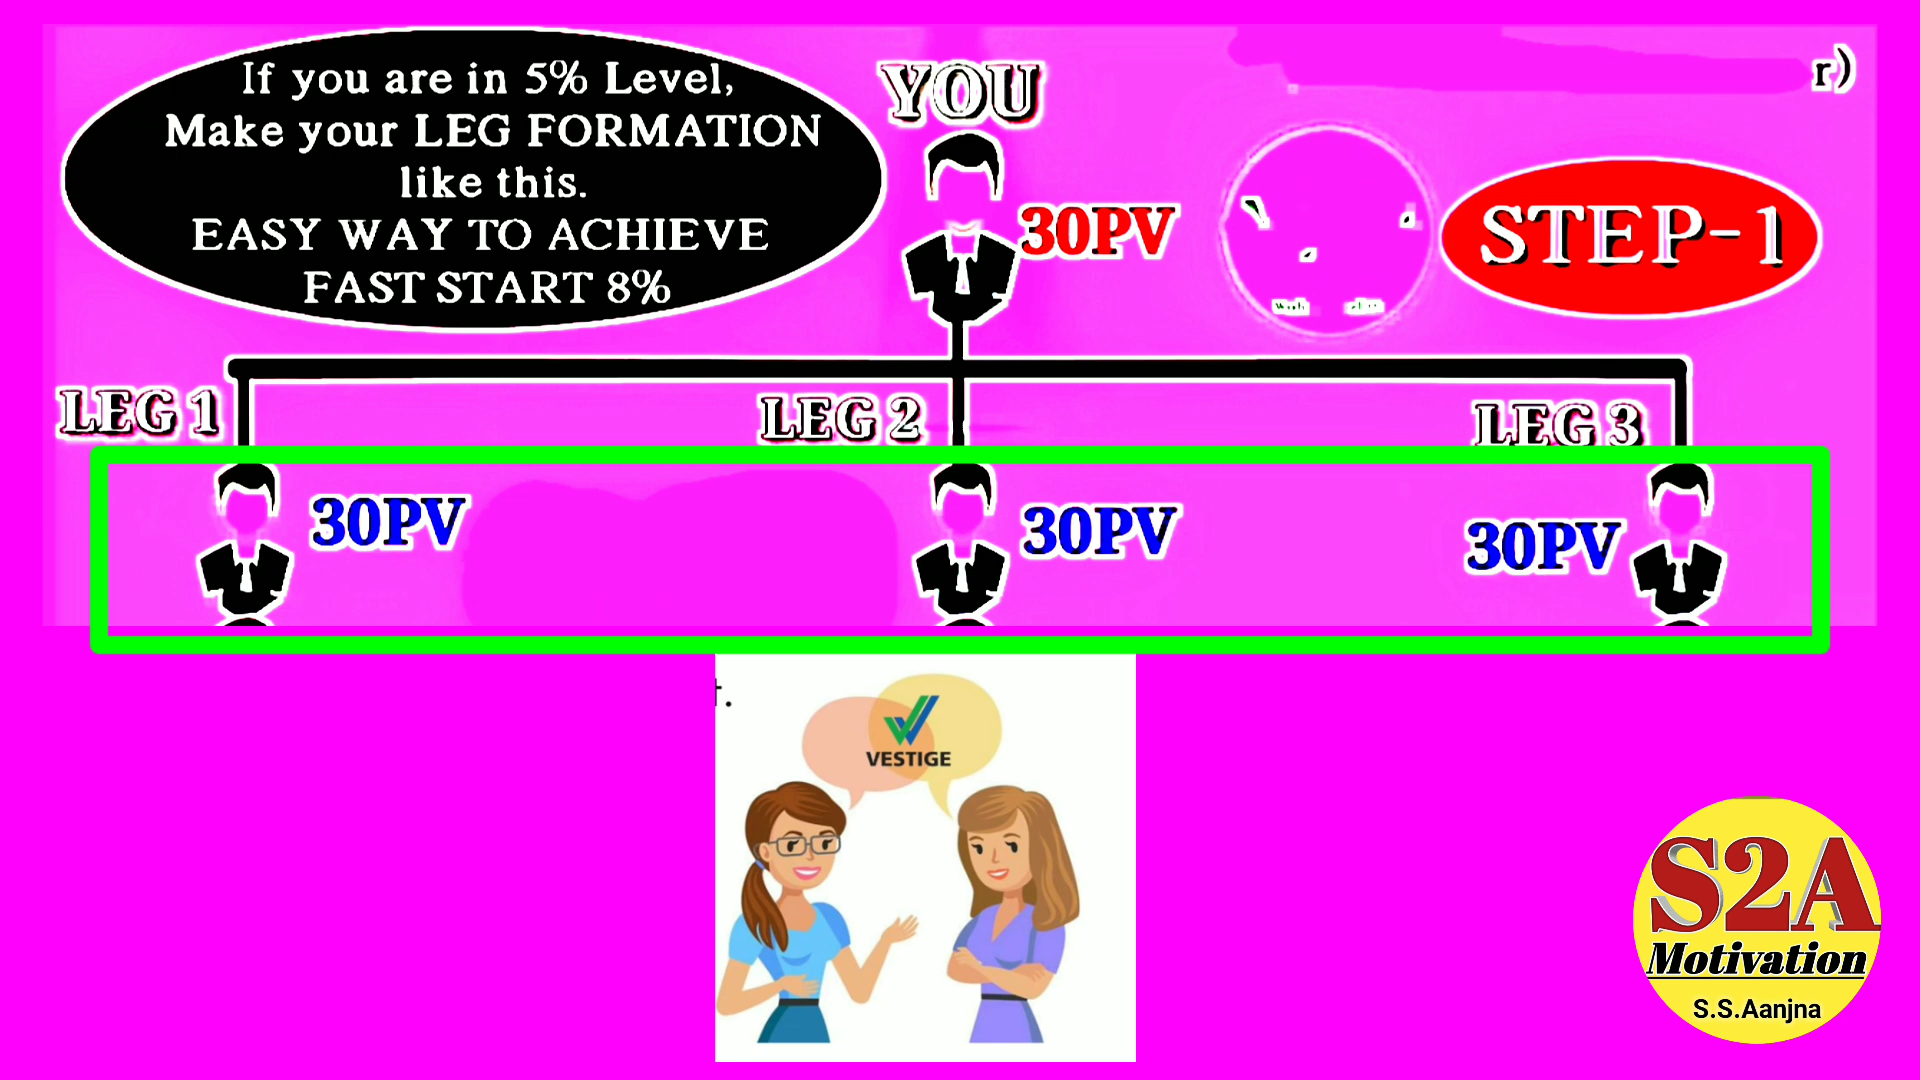 If you are in 5% Level,
Make your LEG FORMATION
like this.
EASY WAY TO ACHIEVE
FAST START 8%
YOU
r)
30PV
STEP-1
LEG 1
LEG 2
LEG 3
30PV
30PV
30PV
VESTIGE
S2A
Motivation
S.S.Aanjna